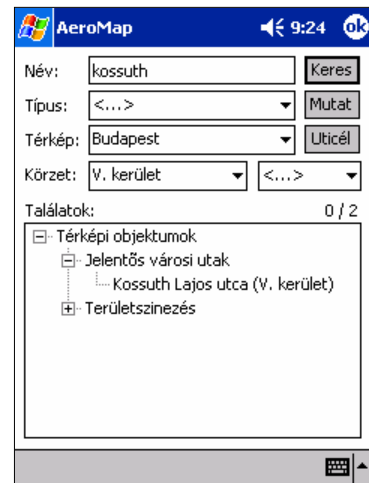 AeroMap 9:24 ok
Név: kossuth Keres
Típus: <...> Mutat
Térkép: Budapest Uticél
Körzet: V. kerület <...>
Találatok: 0 / 2
Térképi objektumok
Jelentős városi utak
Kossuth Lajos utca (V. kerület)
Területszinezés